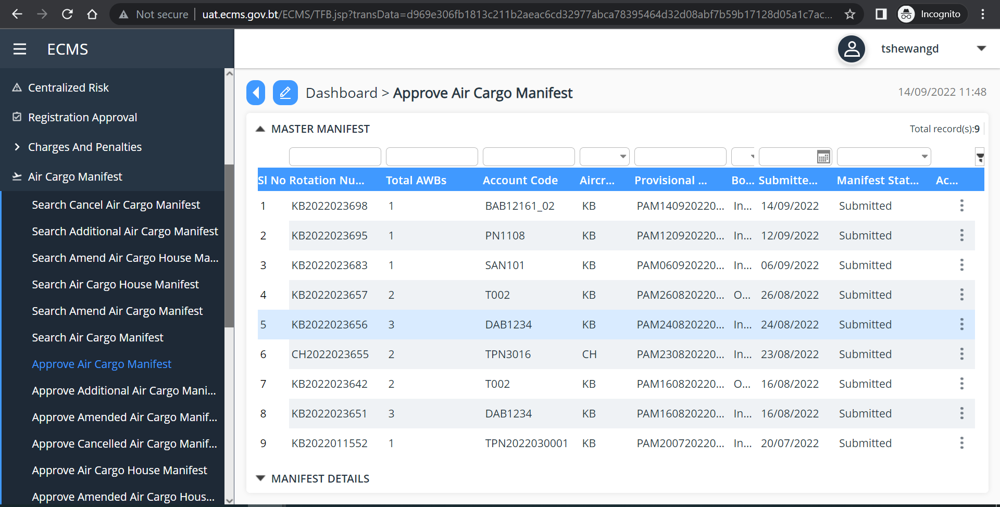 Not secure | uat.ecms.gov.bt/ECMS/TFB.jsp?transData=d969e306fb1813c211b2aeac6cd32977abca78395464d32d08abf7b59b17128d05a1c7ac...
Incognito
ECMS
tshewangd
Centralized Risk
Registration Approval
Charges And Penalties
Air Cargo Manifest
Search Cancel Air Cargo Manifest
Search Additional Air Cargo Manifest
Search Amend Air Cargo House Ma...
Search Air Cargo House Manifest
Search Amend Air Cargo Manifest
Search Air Cargo Manifest
Approve Air Cargo Manifest
Approve Additional Air Cargo Mani...
Approve Amended Air Cargo Manif...
Approve Cancelled Air Cargo Manif...
Approve Air Cargo House Manifest
Approve Amended Air Cargo Hous...
Dashboard > Approve Air Cargo Manifest
14/09/2022 11:48
MASTER MANIFEST
Total record(s):9
Sl No Rotation Nu... Total AWBs Account Code Aircr... Provisional ... Bo... Submitte... Manifest Stat... Ac...
1 KB2022023698 1 BAB12161_02 KB PAM140920220... In... 14/09/2022 Submitted
2 KB2022023695 1 PN1108 KB PAM120920220... In... 12/09/2022 Submitted
3 KB2022023683 1 SAN101 KB PAM060920220... In... 06/09/2022 Submitted
4 KB2022023657 2 T002 KB PAM260820220... O... 26/08/2022 Submitted
5 KB2022023656 3 DAB1234 KB PAM240820220... In... 24/08/2022 Submitted
6 CH2022023655 2 TPN3016 CH PAM230820220... In... 23/08/2022 Submitted
7 KB2022023642 2 T002 KB PAM160820220... O... 16/08/2022 Submitted
8 KB2022023651 3 DAB1234 KB PAM160820220... In... 16/08/2022 Submitted
9 KB2022011552 1 TPN2022030001 KB PAM200720220... In... 20/07/2022 Submitted
MANIFEST DETAILS